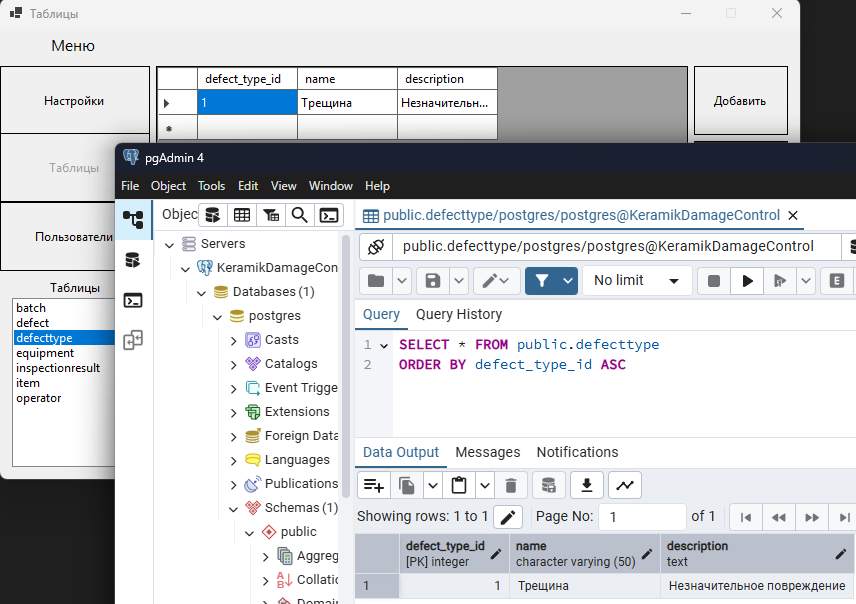 Таблицы
Меню
Настройки
Таблицы
Пользователи
Таблицы
batch
defect
defecttype
equipment
inspectionresult
item
operator
defect_type_id name description
1 Трещина Незначительн...
Добавить
pgAdmin 4
File Object Tools Edit View Window Help
Objec
Servers
KeramikDamageCon
Databases (1)
postgres
Casts
Catalogs
Event Trigge
Extensions
Foreign Data
Languages
Publications
Schemas (1)
public
Aggreg
Collatio
Domai
public.defecttype/postgres/postgres@KeramikDamageControl
public.defecttype/postgres/postgres@KeramikDamageControl
No limit
E
Query Query History
1 SELECT * FROM public.defecttype
2 ORDER BY defect_type_id ASC
Data Output Messages Notifications
Showing rows: 1 to 1 Page No: 1 of 1
defect_type_id name description
[PK] integer character varying (50) text
1 1 Трещина Незначительное повреждение